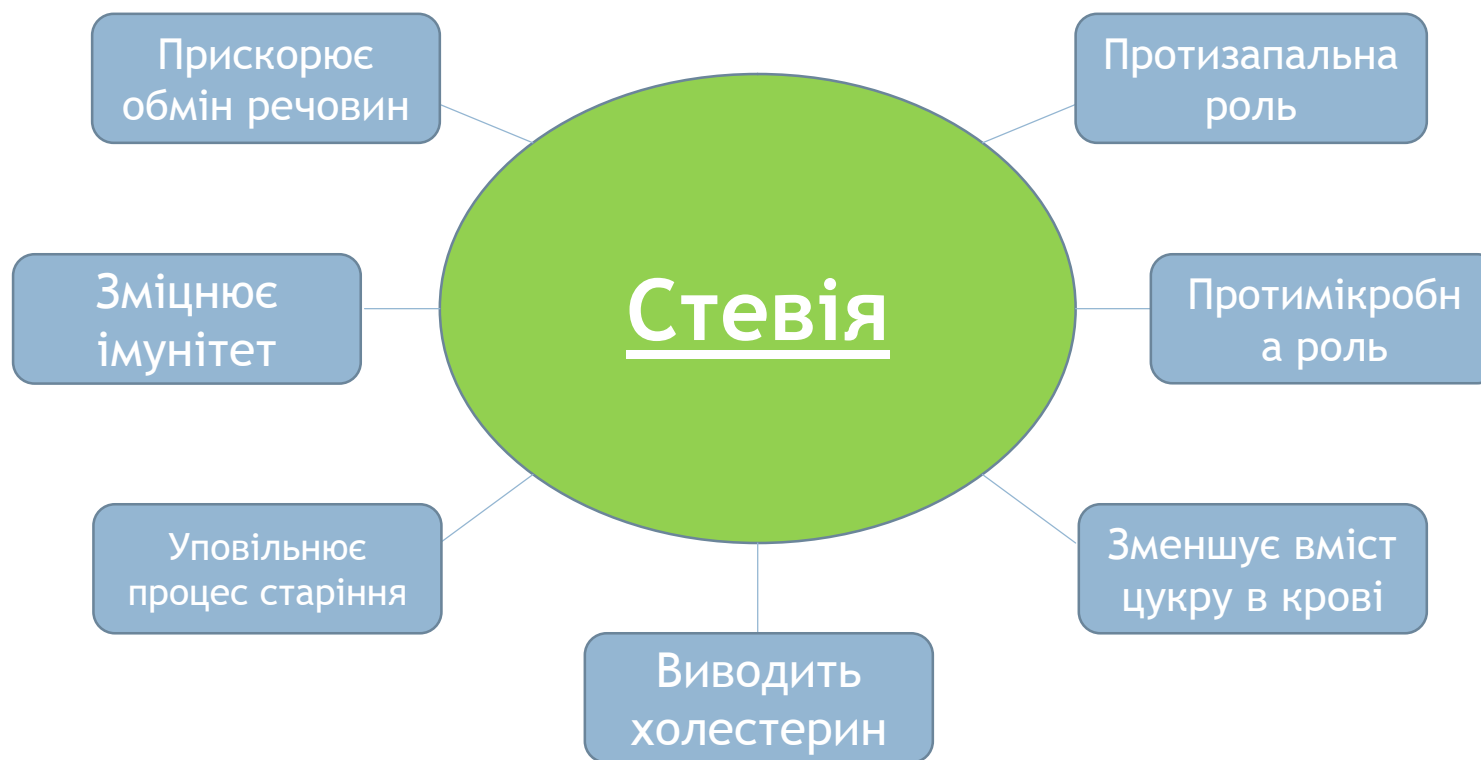 Прискорює
обмін речовин
Протизапальна
роль
Зміцнює
імунітет
Стевія
Протимікробн
а роль
Уповільнює
процес старіння
Зменшує вміст
цукру в крові
Виводить
холестерин